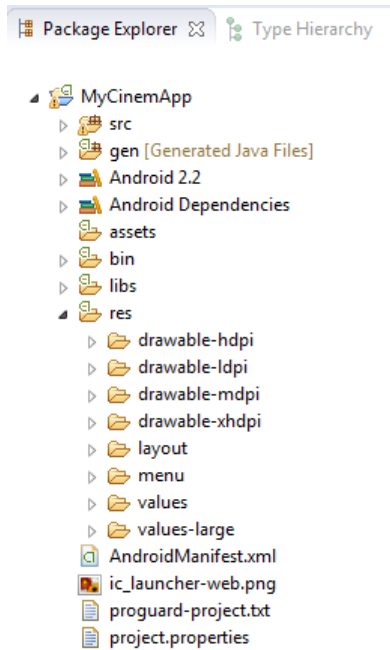 Package Explorer Type Hierarchy
MyCinemApp
src
gen [Generated Java Files]
Android 2.2
Android Dependencies
assets
bin
libs
res
drawable-hdpi
drawable-ldpi
drawable-mdpi
drawable-xhdpi
layout
menu
values
values-large
AndroidManifest.xml
ic_launcher-web.png
proguard-project.txt
project.properties